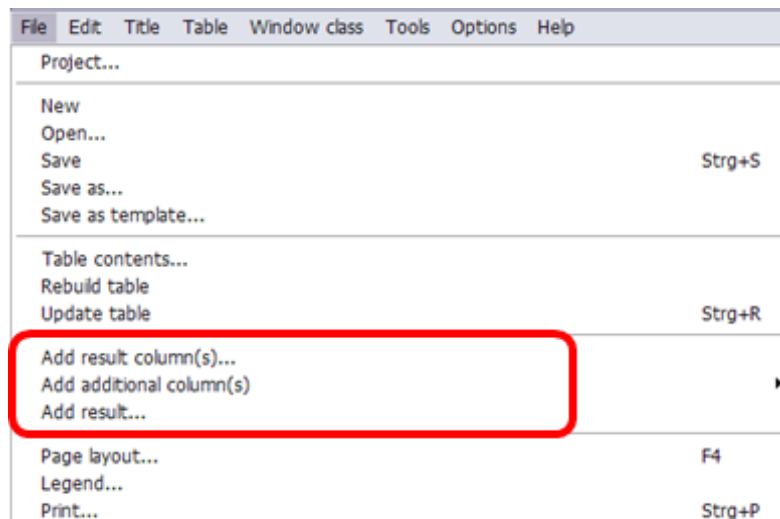 File Edit Title Table Window class Tools Options Help
Project...
New
Open...
Save Strg+S
Save as...
Save as template...
Table contents...
Rebuild table
Update table Strg+R
Add result column(s)...
Add additional column(s)
Add result...
Page layout... F4
Legend...
Print... Strg+P